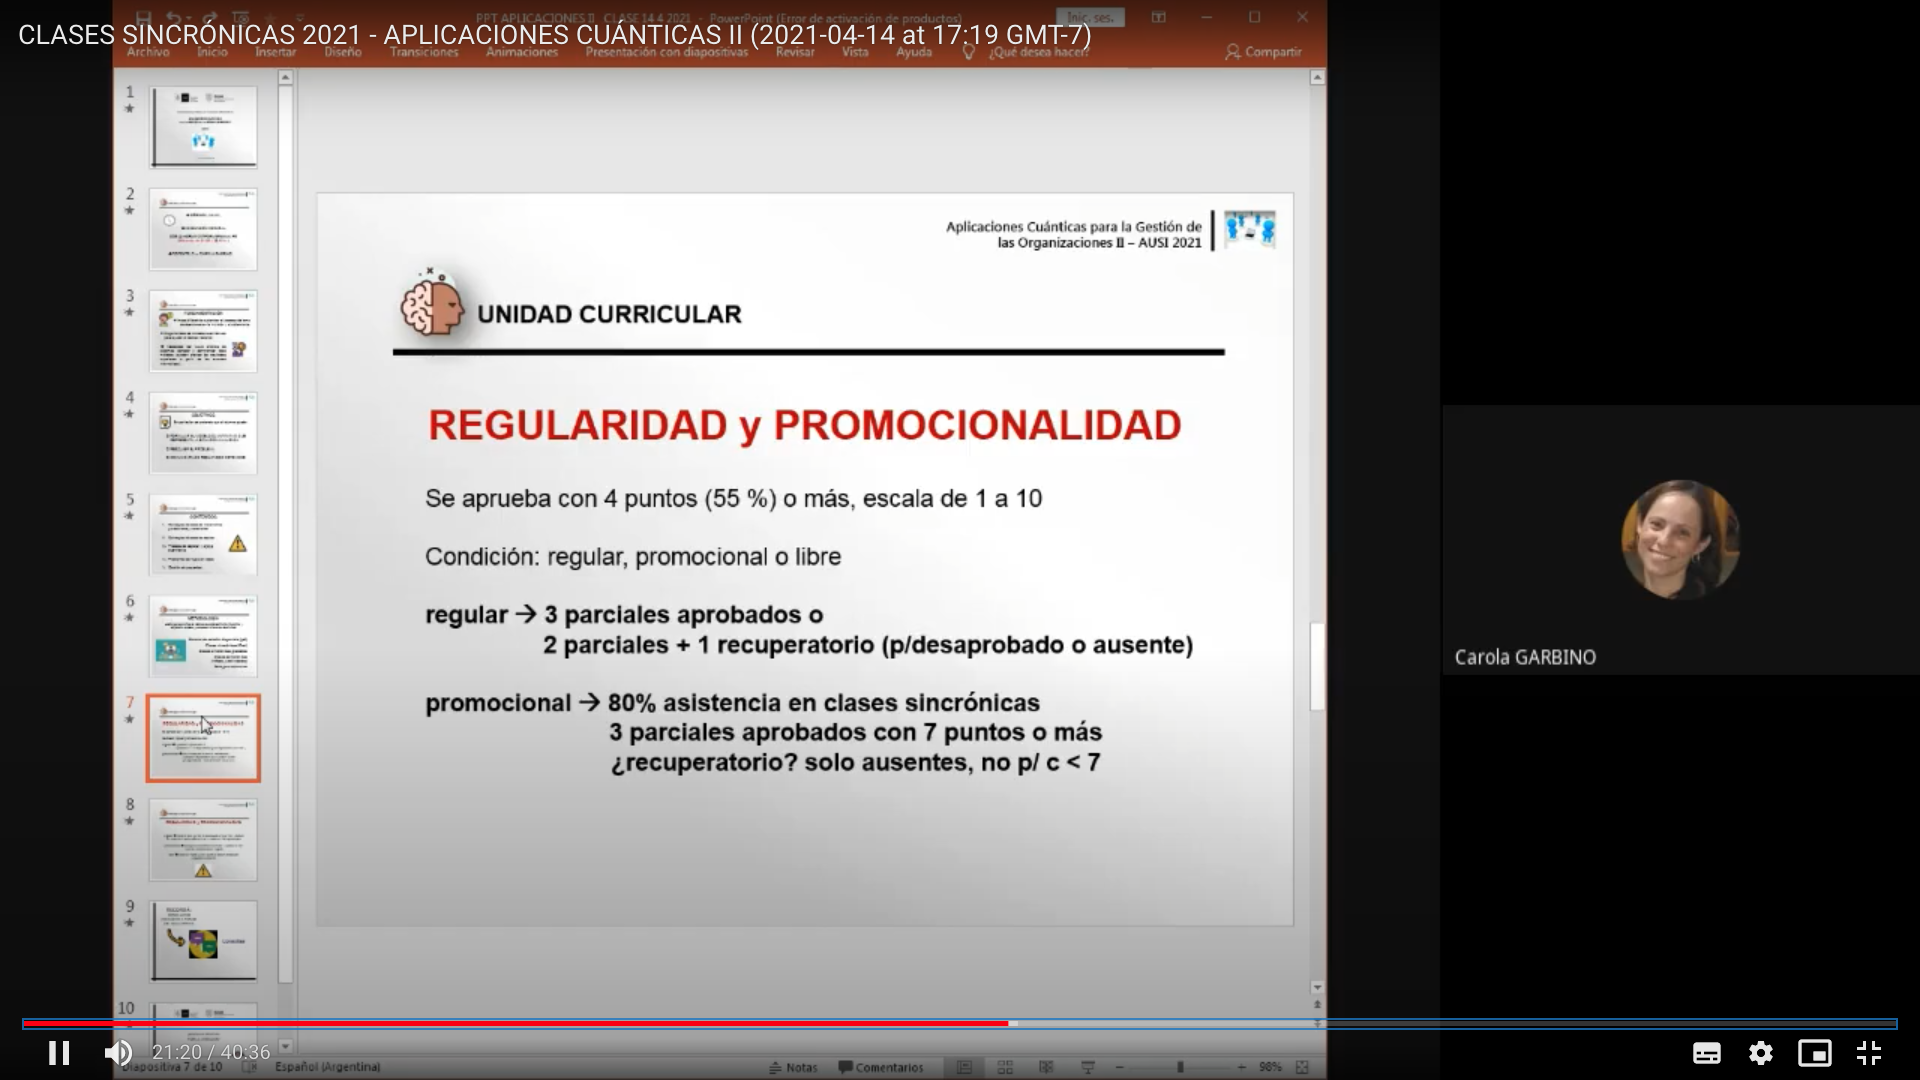 PPT APLICACIONES II CLASE 14 4 2021 - PowerPoint (Error de activación de productos)
Inic. ses.
CLASES SINCRÓNICAS 2021 - APLICACIONES CUÁNTICAS II (2021-04-14 at 17:19 GMT-7)
Archivo Inicio Insertar Diseño Transiciones Animaciones Presentación con diapositivas Revisar Vista Ayuda ¿Qué desea hacer? Compartir
1
2
3
4
5
6
7
8
9
10
Aplicaciones Cuánticas para la Gestión de
las Organizaciones II – AUSI 2021
UNIDAD CURRICULAR
REGULARIDAD y PROMOCIONALIDAD
Se aprueba con 4 puntos (55 %) o más, escala de 1 a 10
Condición: regular, promocional o libre
regular → 3 parciales aprobados o
2 parciales + 1 recuperatorio (p/desaprobado o ausente)
promocional → 80% asistencia en clases sincrónicas
3 parciales aprobados con 7 puntos o más
¿recuperatorio? solo ausentes, no p/ c < 7
Carola GARBINO
21:20 / 40:36
Diapositiva 7 de 10 Español (Argentina) Notas Comentarios 98%